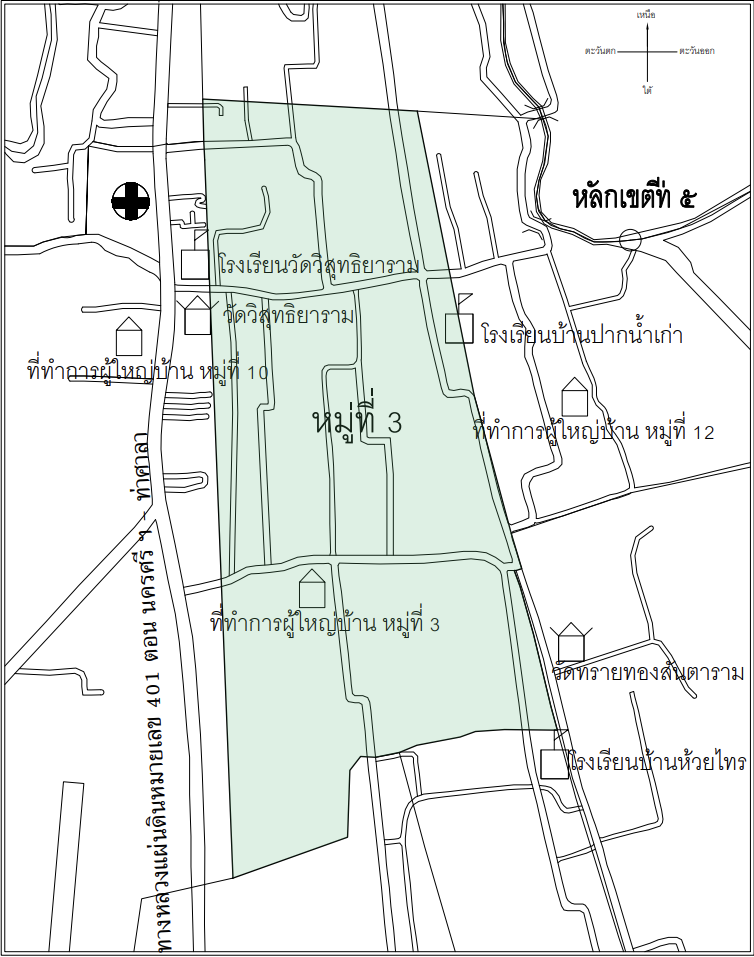 เหนือ
ตะวันตก
ตะวันออก
ใต้
หลักเขตที่ ๕
โรงเรียนวัดวิสุทธิยาราม
วัดวิสุทธิยาราม
โรงเรียนบ้านปากน้ำเก่า
ที่ทำการผู้ใหญ่บ้าน หมู่ที่ 10
หมู่ที่ 3
ที่ทำการผู้ใหญ่บ้าน หมู่ที่ 12
ทางหลวงแผ่นดินหมายเลข 401 ตอน นครศรี ฯ - ท่าศาลา
ที่ทำการผู้ใหญ่บ้าน หมู่ที่ 3
วัดทรายทองสันตาราม
โรงเรียนบ้านห้วยไทร